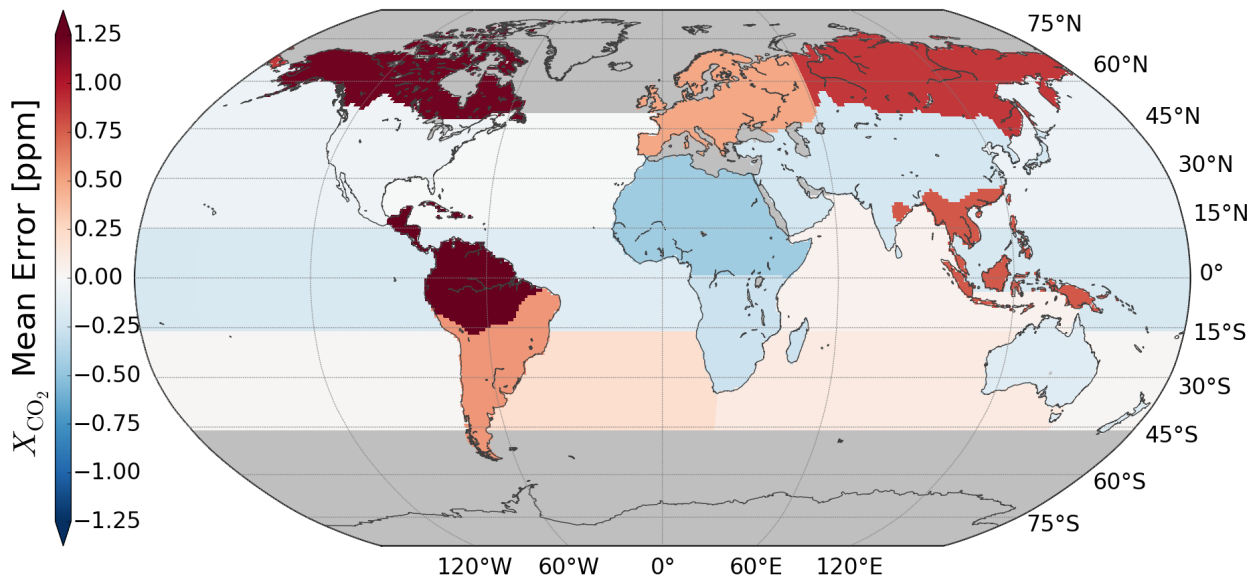 X_CO₂ Mean Error [ppm]
1.25
1.00
0.75
0.50
0.25
0.00
−0.25
−0.50
−0.75
−1.00
−1.25
75°N
60°N
45°N
30°N
15°N
0°
15°S
30°S
45°S
60°S
75°S
120°W 60°W 0° 60°E 120°E